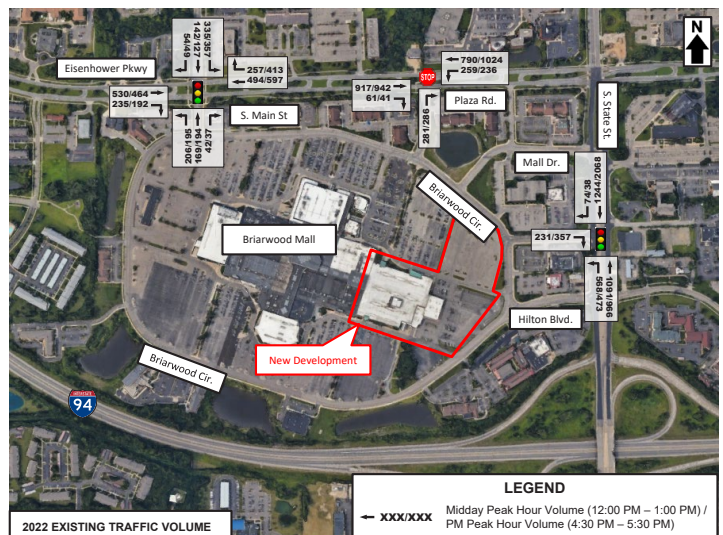 335/357
142/127
54/49
257/413
494/597
Eisenhower Pkwy
530/464
235/192
S. Main St
206/195
169/194
42/37
STOP
790/1024
259/236
917/942
61/41
Plaza Rd.
281/286
N
S. State St.
Mall Dr.
74/38
1244/2068
231/357
1091/966
568/473
Hilton Blvd.
Briarwood Cir.
Briarwood Mall
New Development
Briarwood Cir.
94
2022 EXISTING TRAFFIC VOLUME
LEGEND
XXX/XXX Midday Peak Hour Volume (12:00 PM – 1:00 PM) /
PM Peak Hour Volume (4:30 PM – 5:30 PM)